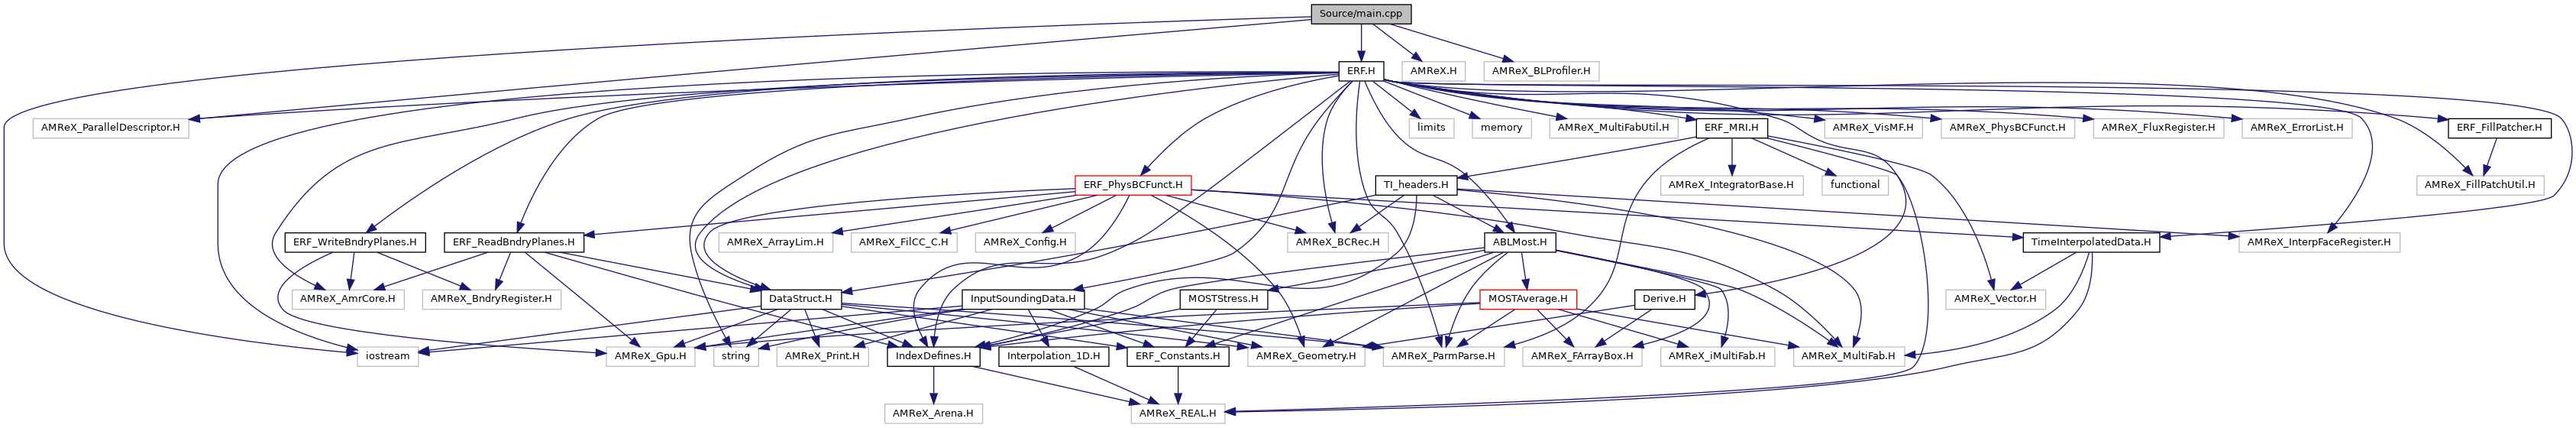 Source/main.cpp
ERF.H
AMReX.H
AMReX_BLProfiler.H
AMReX_ParallelDescriptor.H
limits
memory
AMReX_MultiFabUtil.H
ERF_MRI.H
AMReX_VisMF.H
AMReX_PhysBCFunct.H
AMReX_FluxRegister.H
AMReX_ErrorList.H
ERF_FillPatcher.H
ERF_PhysBCFunct.H
TI_headers.H
AMReX_IntegratorBase.H
functional
AMReX_FillPatchUtil.H
ERF_WriteBndryPlanes.H
ERF_ReadBndryPlanes.H
AMReX_ArrayLim.H
AMReX_FilCC_C.H
AMReX_Config.H
AMReX_BCRec.H
ABLMost.H
TimeInterpolatedData.H
AMReX_InterpFaceRegister.H
AMReX_AmrCore.H
AMReX_BndryRegister.H
DataStruct.H
InputSoundingData.H
MOSTStress.H
MOSTAverage.H
Derive.H
AMReX_Vector.H
iostream
AMReX_Gpu.H
string
AMReX_Print.H
IndexDefines.H
Interpolation_1D.H
ERF_Constants.H
AMReX_Geometry.H
AMReX_ParmParse.H
AMReX_FArrayBox.H
AMReX_iMultiFab.H
AMReX_MultiFab.H
AMReX_Arena.H
AMReX_REAL.H